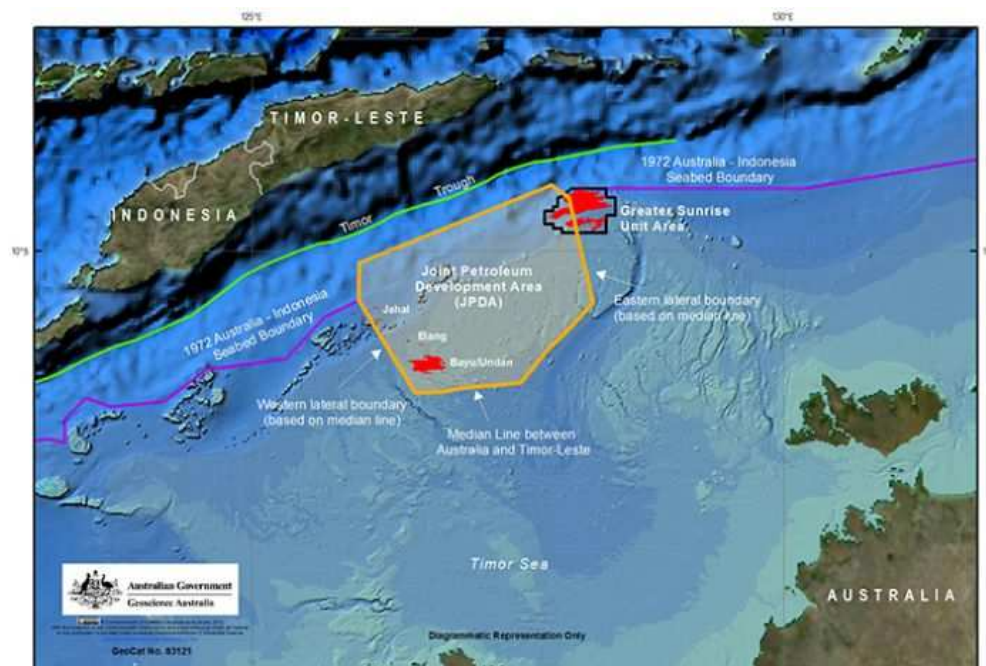 125°E
130°E
TIMOR-LESTE
1972 Australia - Indonesia
Seabed Boundary
Trough
Timor
INDONESIA
Greater Sunrise
Unit Area
10°S
Joint Petroleum
Development Area
(JPDA)
Eastern lateral boundary
(based on median line)
Jahal
1972 Australia - Indonesia
Seabed Boundary
Elang
Bayu/Undan
Western lateral boundary
(based on median line)
Median Line between
Australia and Timor-Leste
Timor Sea
Australian Government
Geoscience Australia
AUSTRALIA
Diagrammatic Representation Only
GeoCat No. 83121